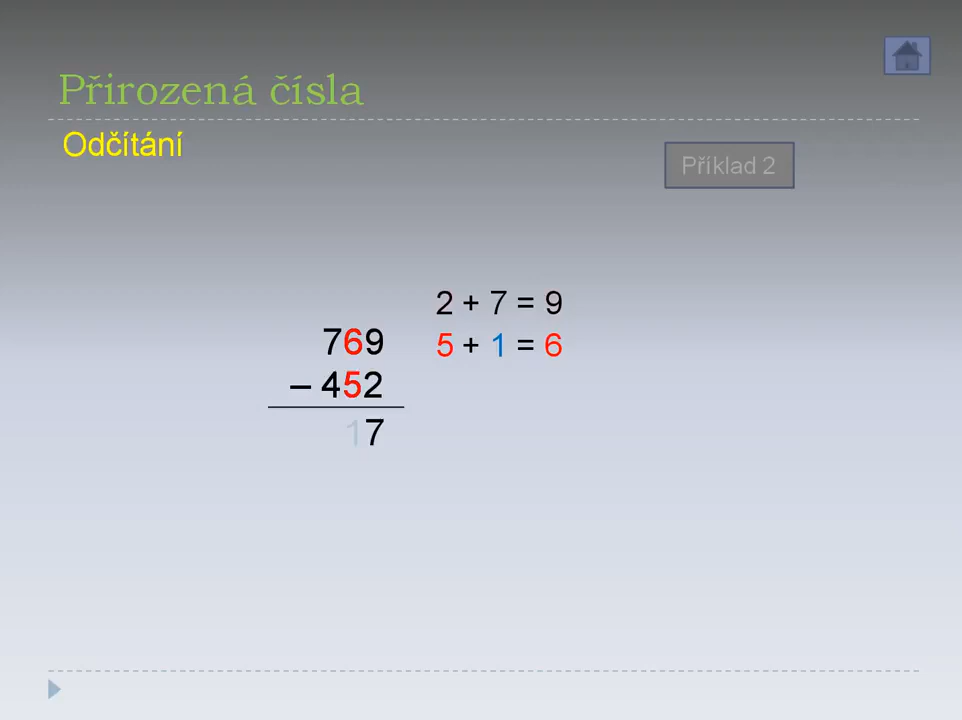 Přirozená čísla
Odčítání
Příklad 2
2 + 7 = 9
769
5 + 1 = 6
– 452
17